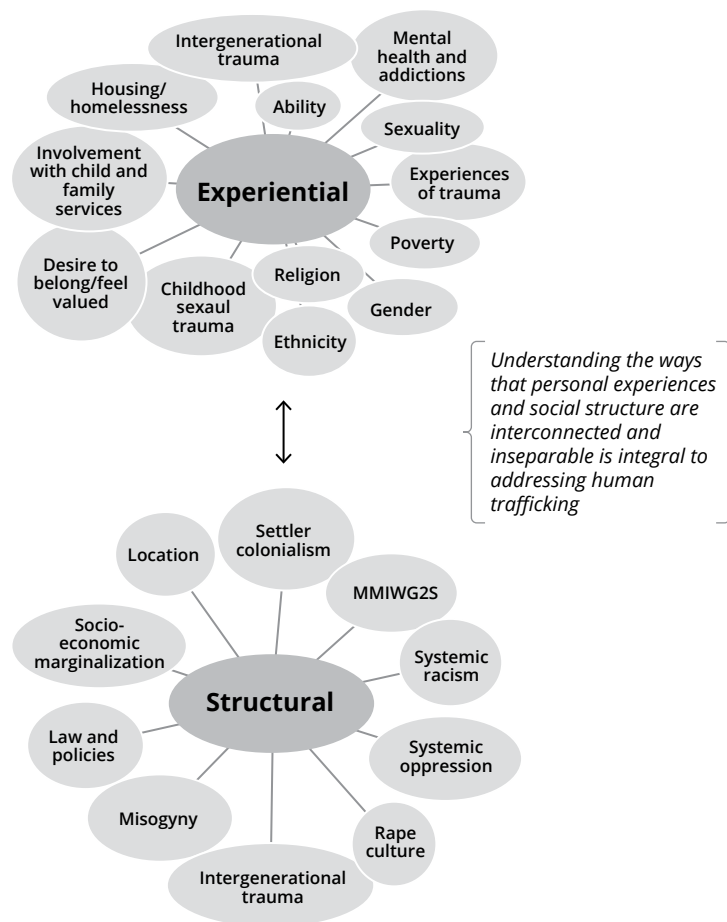 Intergenerational
trauma
Mental
health and
addictions
Housing/
homelessness
Ability
Sexuality
Involvement
with child and
family
services
Experiential
Experiences
of trauma
Poverty
Desire to
belong/feel
valued
Childhood
sexaul
trauma
Religion
Gender
Ethnicity
Understanding the ways
that personal experiences
and social structure are
interconnected and
inseparable is integral to
addressing human
trafficking
Settler
colonialism
Location
MMIWG2S
Socio-
economic
marginalization
Systemic
racism
Structural
Law and
policies
Systemic
oppression
Misogyny
Rape
culture
Intergenerational
trauma